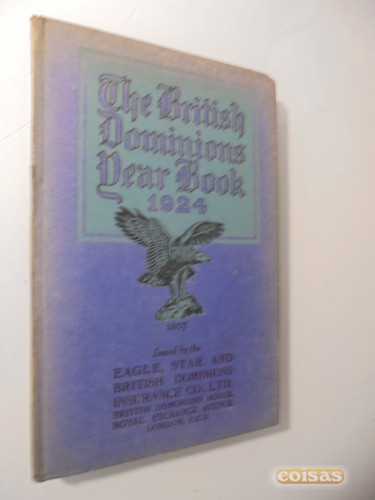 The British
Dominions
Year Book
1924
1807
Issued by the
EAGLE, STAR AND
BRITISH DOMINIONS
INSURANCE CO., LTD.
BRITISH DOMINIONS HOUSE,
ROYAL EXCHANGE AVENUE,
LONDON, E.C.3.
coisas